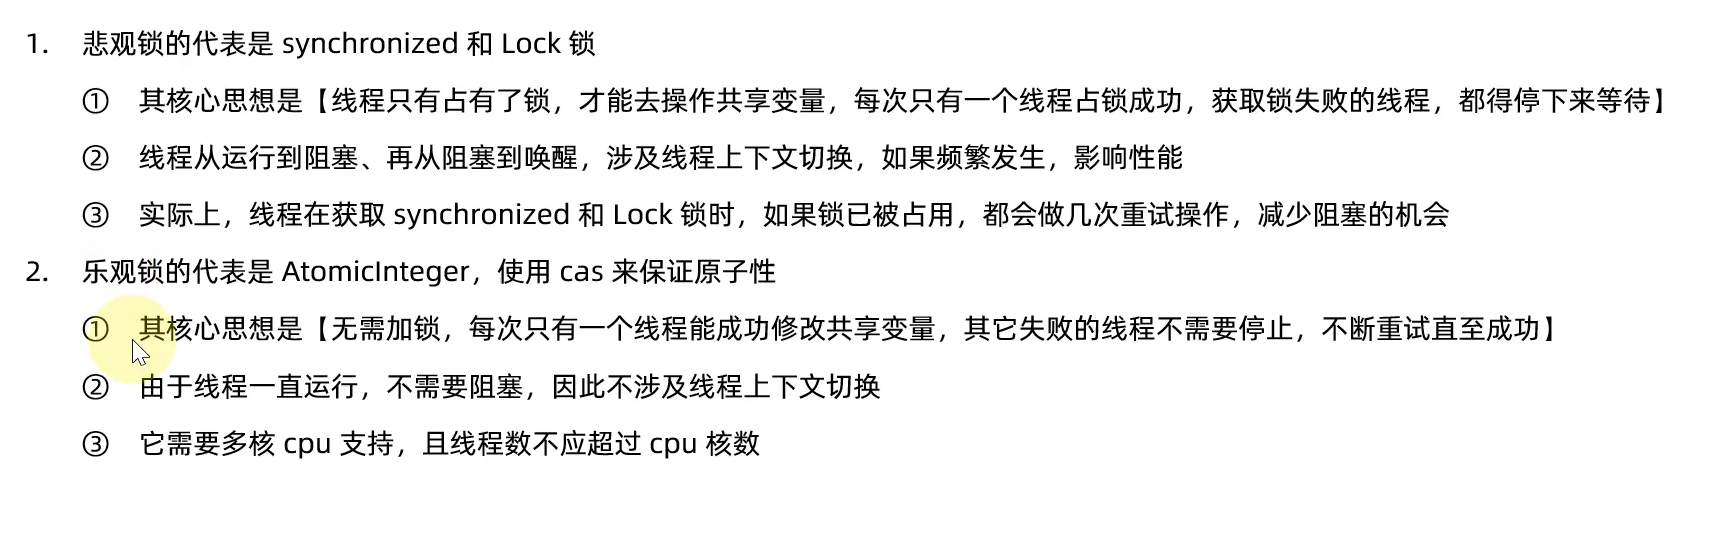 1. 悲观锁的代表是 synchronized 和 Lock 锁
① 其核心思想是【线程只有占有了锁，才能去操作共享变量，每次只有一个线程占锁成功，获取锁失败的线程，都得停下来等待】
② 线程从运行到阻塞、再从阻塞到唤醒，涉及线程上下文切换，如果频繁发生，影响性能
③ 实际上，线程在获取 synchronized 和 Lock 锁时，如果锁已被占用，都会做几次重试操作，减少阻塞的机会
2. 乐观锁的代表是 AtomicInteger，使用 cas 来保证原子性
① 其核心思想是【无需加锁，每次只有一个线程能成功修改共享变量，其它失败的线程不需要停止，不断重试直至成功】
② 由于线程一直运行，不需要阻塞，因此不涉及线程上下文切换
③ 它需要多核 cpu 支持，且线程数不应超过 cpu 核数